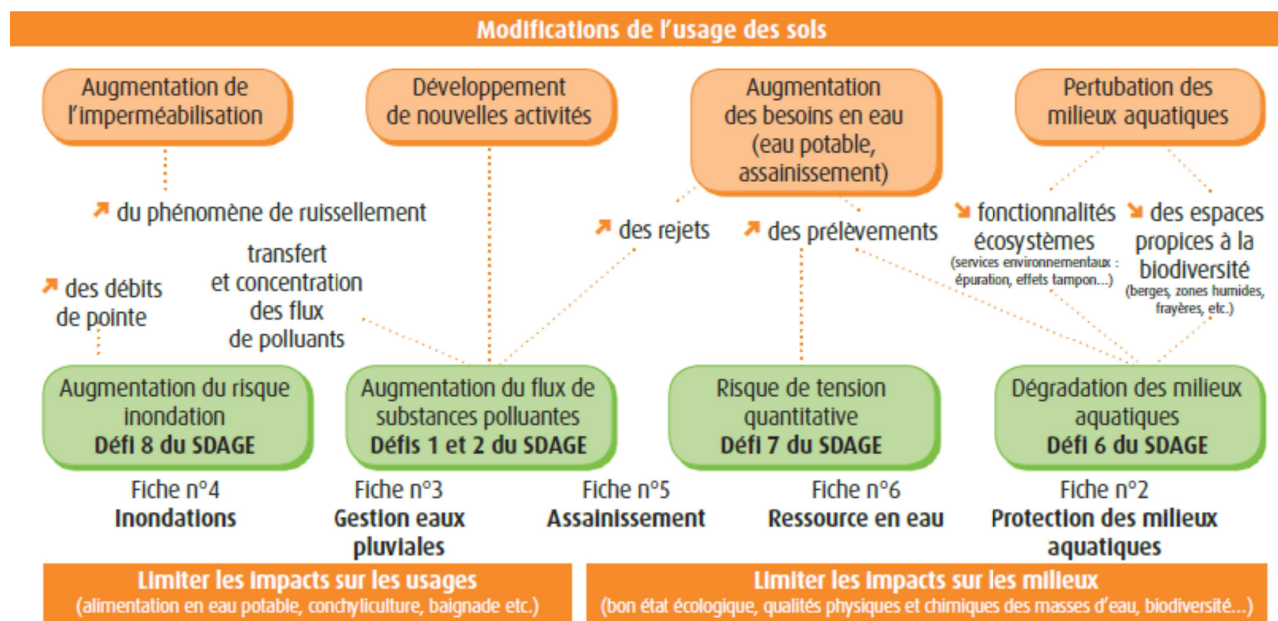 Modifications de l'usage des sols
Augmentation de
l'imperméabilisation
Développement
de nouvelles activités
Augmentation
des besoins en eau
(eau potable,
assainissement)
Pertubation des
milieux aquatiques
du phénomène de ruissellement
transfert
et concentration
des flux
de polluants
des débits
de pointe
des rejets
des prélèvements
fonctionnalités
écosystèmes
(services environnementaux :
épuration, effets tampon...)
des espaces
propices à la
biodiversité
(berges, zones humides,
frayères, etc.)
Augmentation du risque
inondation
Défi 8 du SDAGE
Augmentation du flux de
substances polluantes
Défis 1 et 2 du SDAGE
Risque de tension
quantitative
Défi 7 du SDAGE
Dégradation des milieux
aquatiques
Défi 6 du SDAGE
Fiche n°4
Inondations
Fiche n°3
Gestion eaux
pluviales
Fiche n°5
Assainissement
Fiche n°6
Ressource en eau
Fiche n°2
Protection des milieux
aquatiques
Limiter les impacts sur les usages
(alimentation en eau potable, conchyliculture, baignade etc.)
Limiter les impacts sur les milieux
(bon état écologique, qualités physiques et chimiques des masses d'eau, biodiversité...)